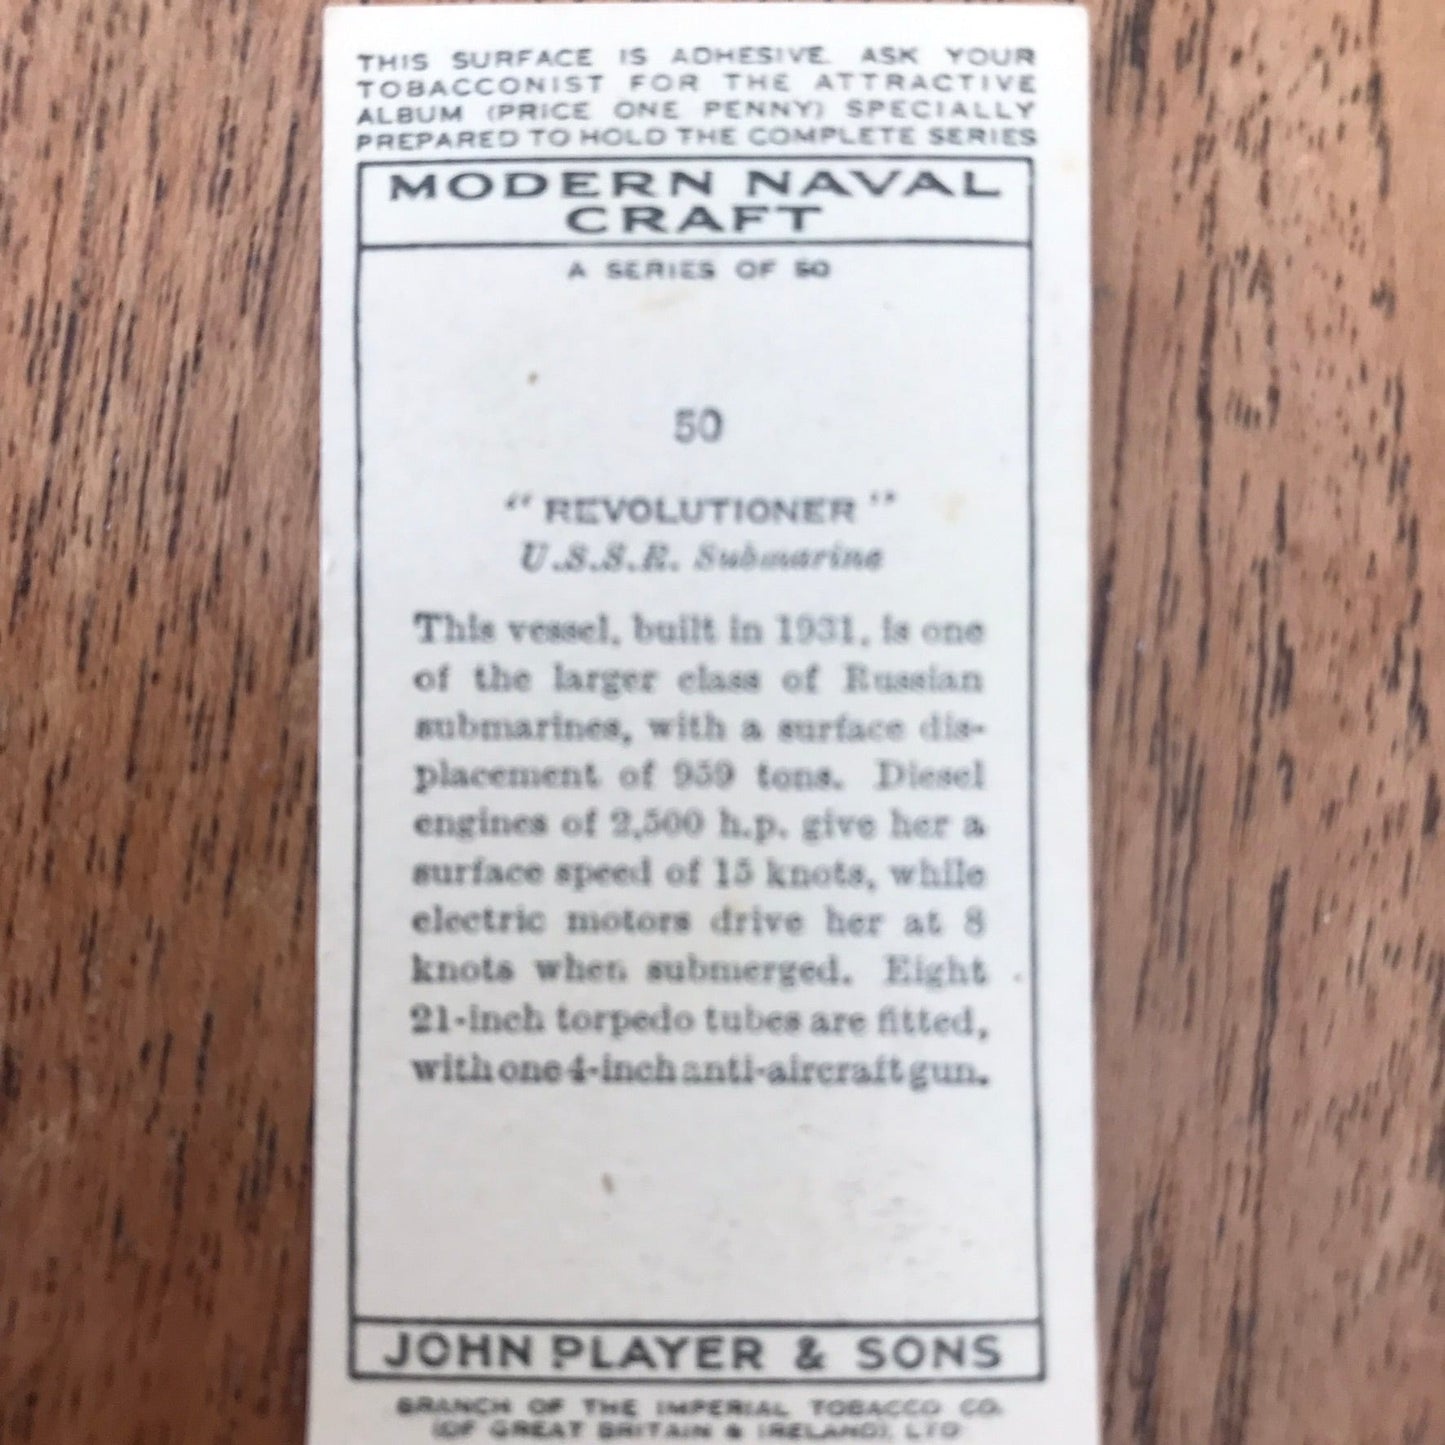 THIS SURFACE IS ADHESIVE. ASK YOUR
TOBACCONIST FOR THE ATTRACTIVE
ALBUM (PRICE ONE PENNY) SPECIALLY
PREPARED TO HOLD THE COMPLETE SERIES
MODERN NAVAL
CRAFT
A SERIES OF 50
50
"REVOLUTIONER"
U.S.S.R. Submarine
This vessel, built in 1931, is one
of the larger class of Russian
submarines, with a surface dis-
placement of 959 tons. Diesel
engines of 2,500 h.p. give her a
surface speed of 15 knots, while
electric motors drive her at 8
knots when submerged. Eight
21-inch torpedo tubes are fitted,
with one 4-inch anti-aircraft gun.
JOHN PLAYER & SONS
BRANCH OF THE IMPERIAL TOBACCO CO.
(OF GREAT BRITAIN & IRELAND), LTD